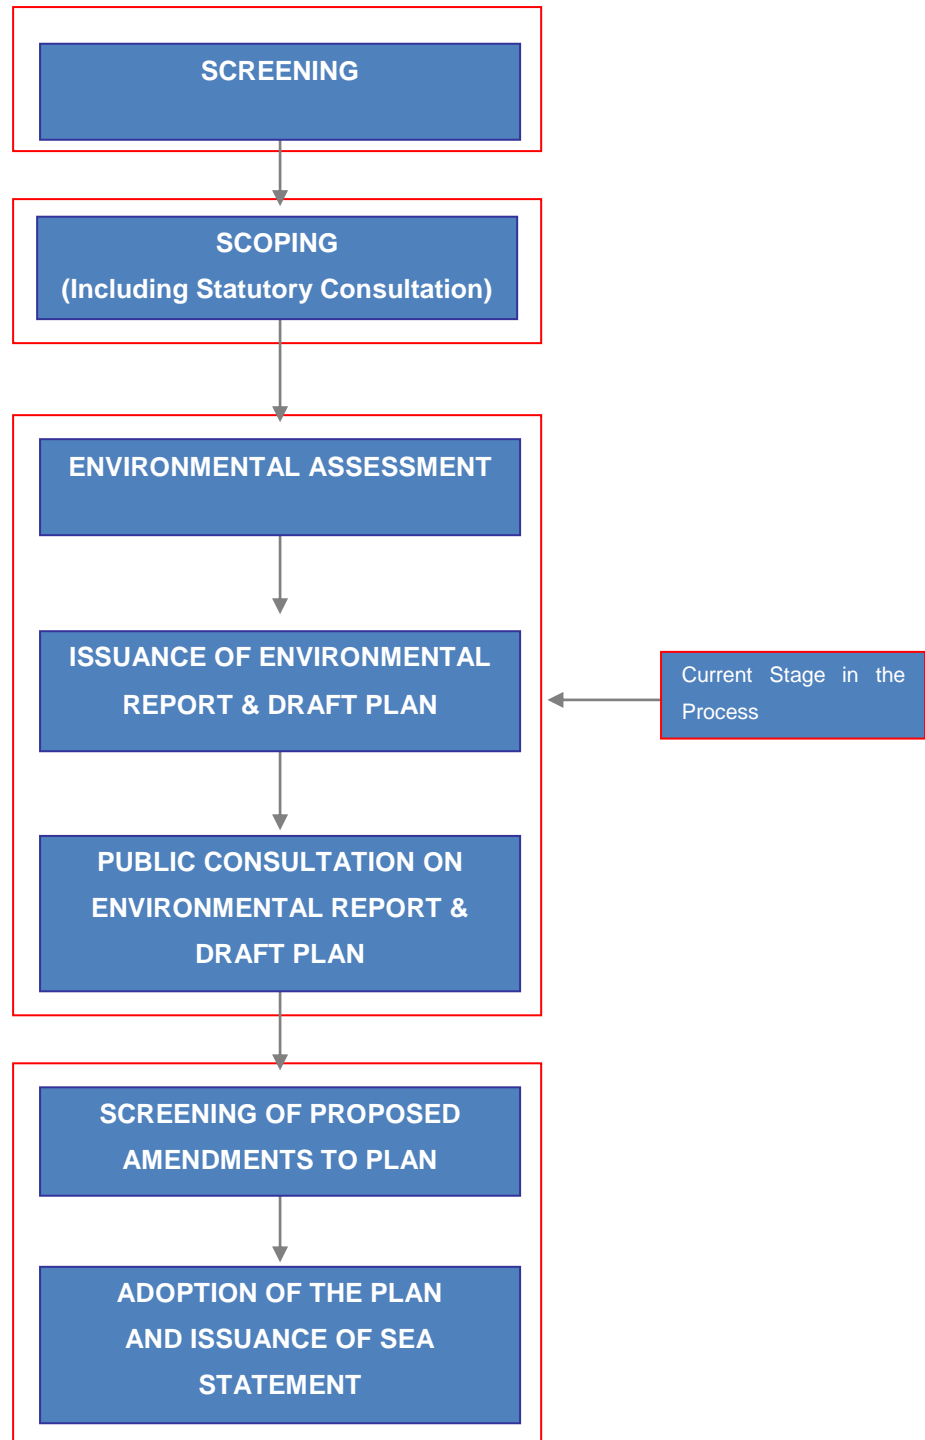 SCREENING
SCOPING
(Including Statutory Consultation)
ENVIRONMENTAL ASSESSMENT
ISSUANCE OF ENVIRONMENTAL
REPORT & DRAFT PLAN
Current Stage in the
Process
PUBLIC CONSULTATION ON
ENVIRONMENTAL REPORT &
DRAFT PLAN
SCREENING OF PROPOSED
AMENDMENTS TO PLAN
ADOPTION OF THE PLAN
AND ISSUANCE OF SEA
STATEMENT